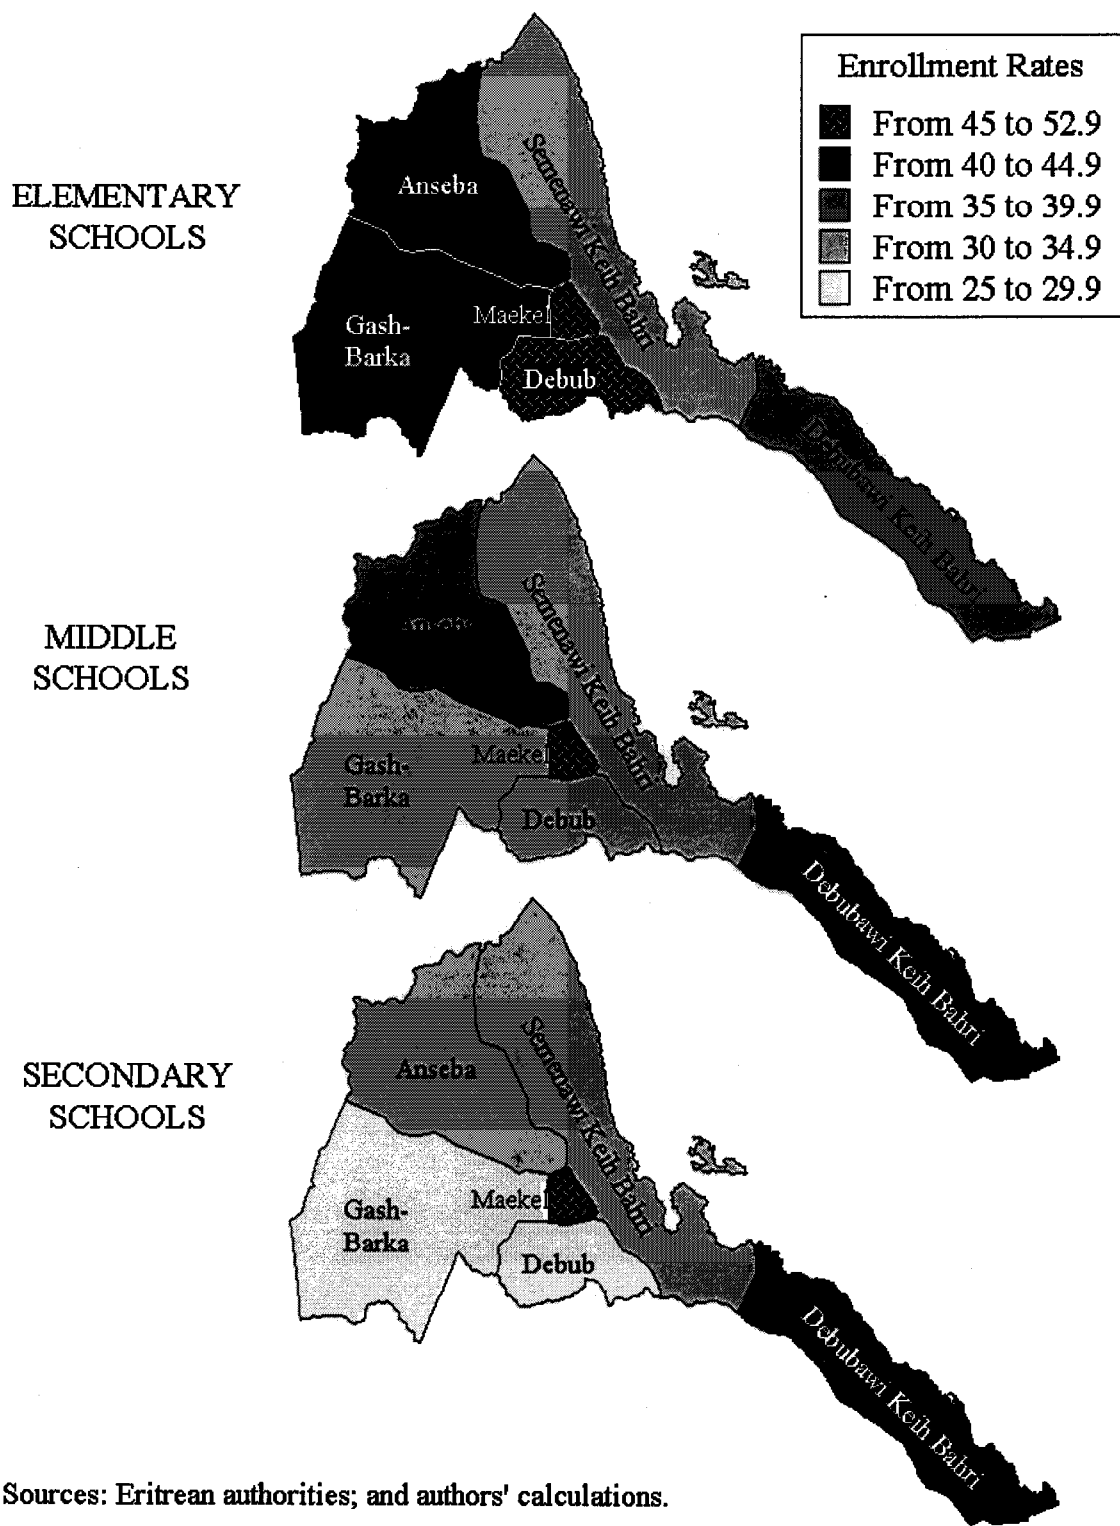 Enrollment Rates
From 45 to 52.9
From 40 to 44.9
From 35 to 39.9
From 30 to 34.9
From 25 to 29.9
ELEMENTARY
SCHOOLS
Anseba
Semenawi Keih Bahri
Gash-
Barka
Maekel
Debub
Debubawi Keih Bahri
MIDDLE
SCHOOLS
Semenawi Keih Bahri
Maekel
Gash-
Barka
Debub
Debubawi Keih Bahri
SECONDARY
SCHOOLS
Anseba
Semenawi Keih Bahri
Maekel
Gash-
Barka
Debub
Debubawi Keih Bahri
Sources: Eritrean authorities; and authors' calculations.